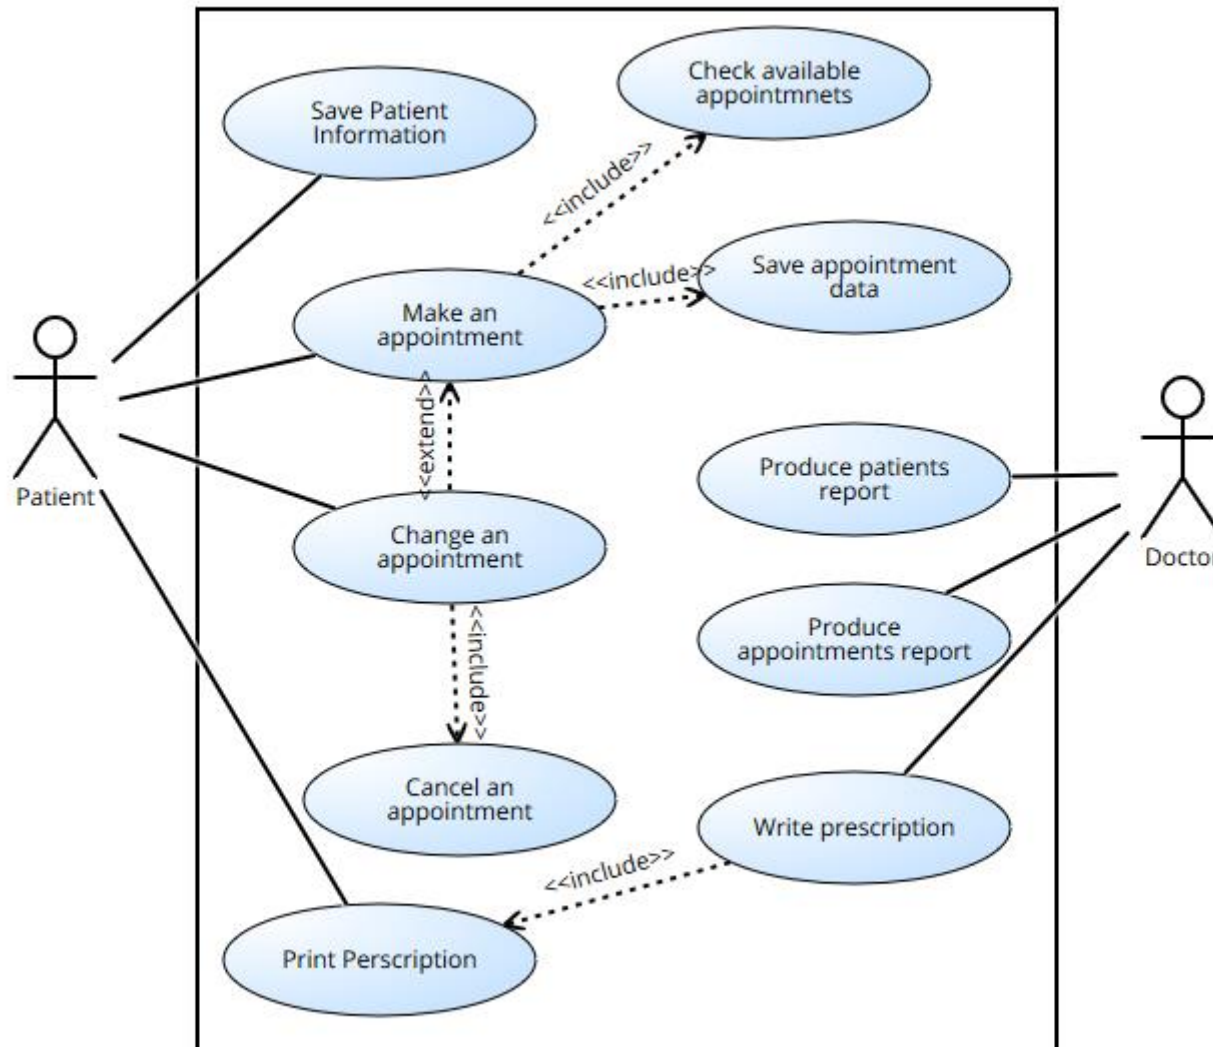 Check available
appointmnets
Save Patient
Information
<<include>>
Save appointment
data
<<include>>
Make an
appointment
<<extend>>
Patient
Produce patients
report
Change an
appointment
Doctor
<<include>>
Produce
appointments report
Cancel an
appointment
Write prescription
<<include>>
Print Perscription